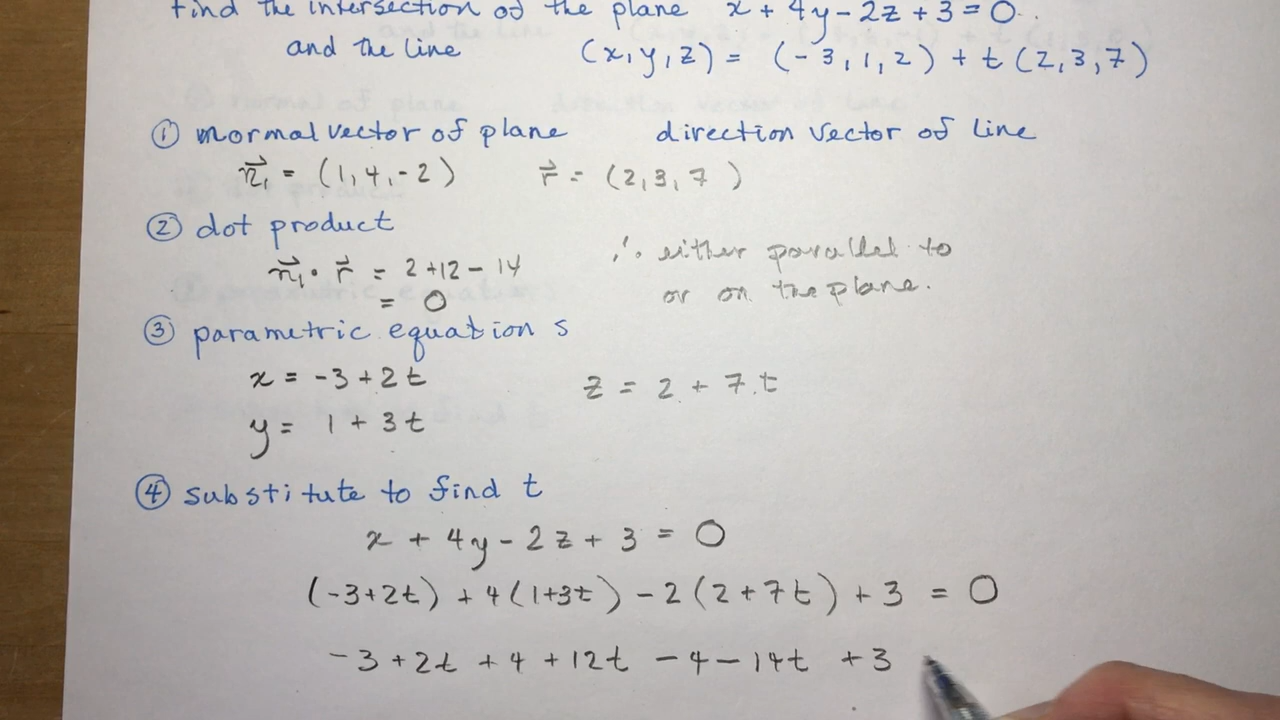 find the intersection of the plane x + 4y - 2z + 3 = 0.
and the line (x,y,z) = (-3,1,2) + t(2,3,7)
① normal vector of plane direction vector of line
n⃗₁ = (1,4,-2) r⃗ = (2,3,7)
② dot product
n⃗₁ · r⃗ = 2+12-14
= 0
∴ either parallel to
or on the plane.
③ parametric equations
x = -3+2t z = 2 + 7t
y = 1 + 3t
④ substitute to find t
x + 4y - 2z + 3 = 0
(-3+2t) + 4(1+3t) - 2(2+7t) + 3 = 0
-3 + 2t + 4 + 12t - 4 - 14t + 3